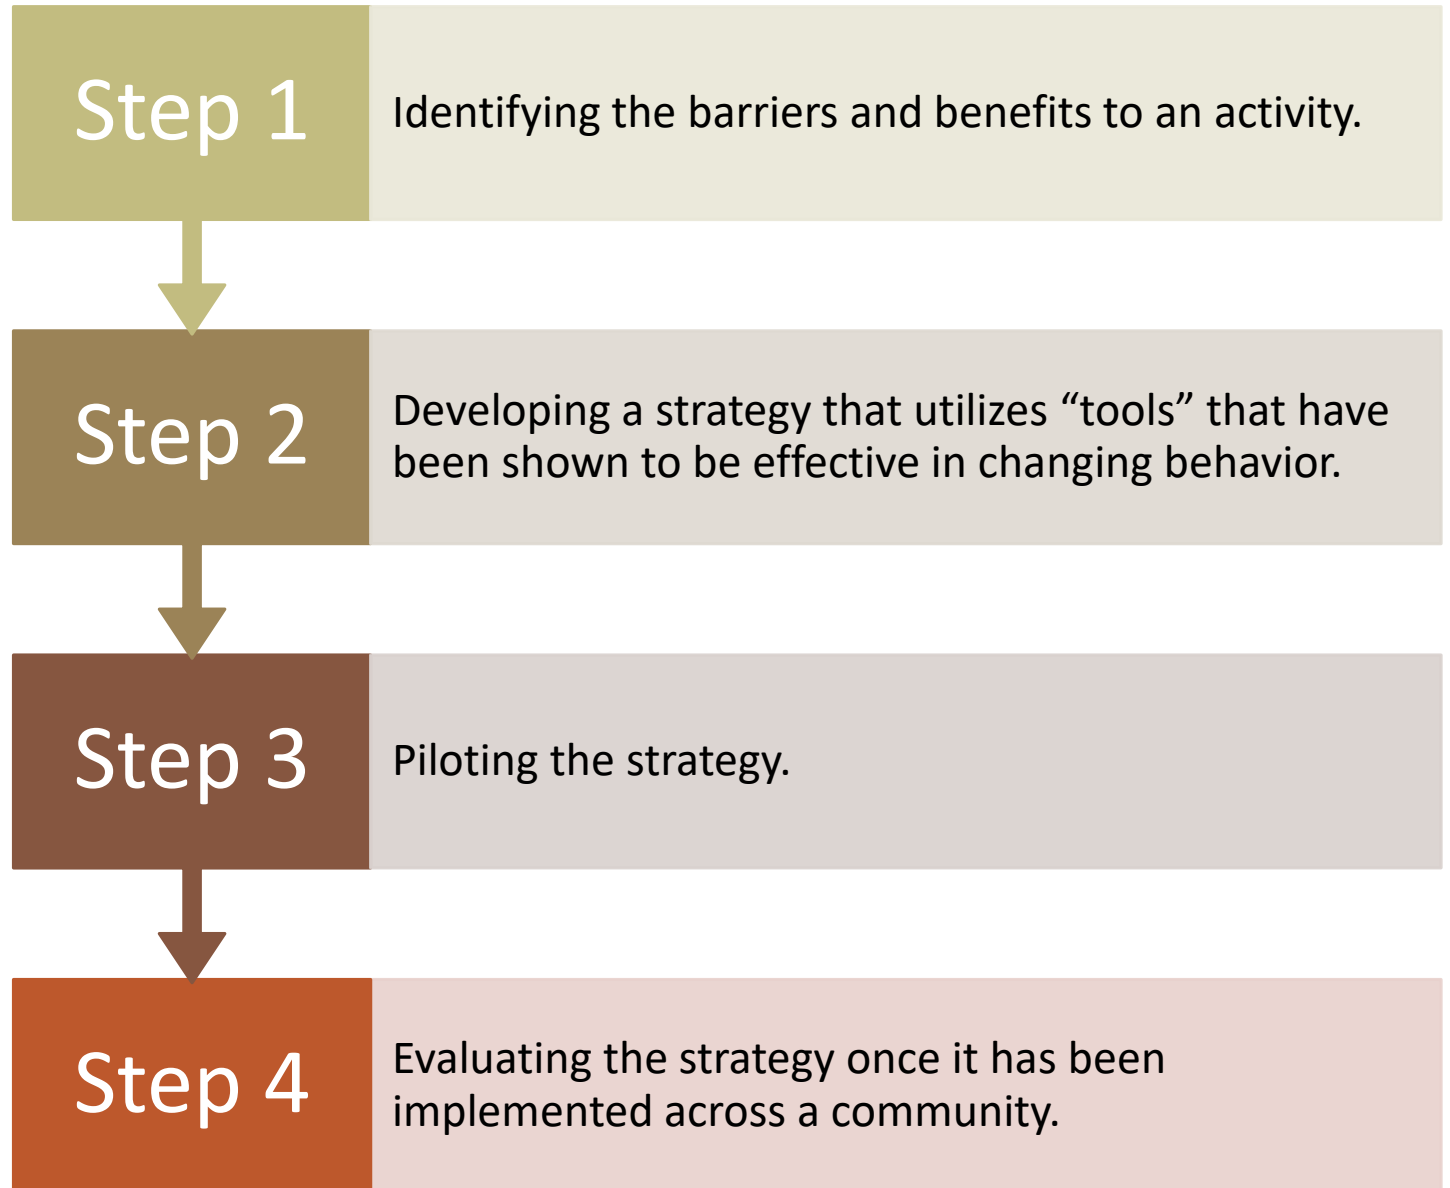 Step 1
Identifying the barriers and benefits to an activity.
Step 2
Developing a strategy that utilizes “tools” that have
been shown to be effective in changing behavior.
Step 3
Piloting the strategy.
Step 4
Evaluating the strategy once it has been
implemented across a community.